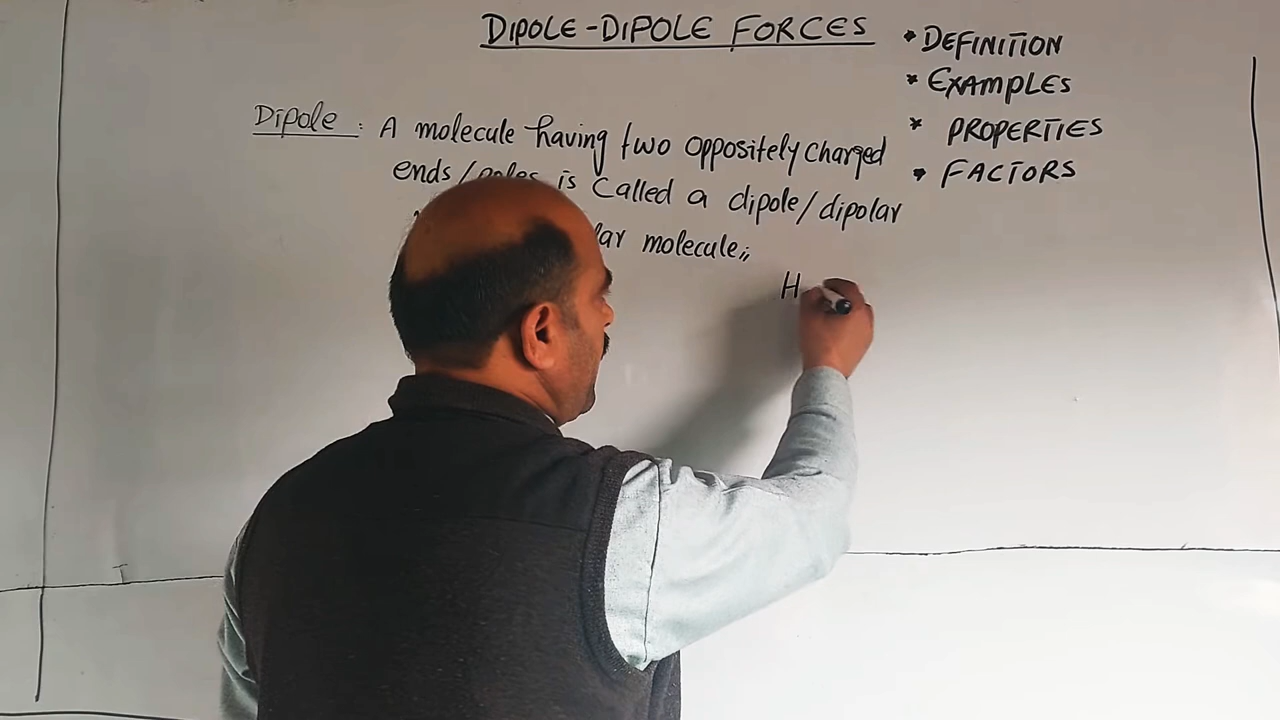 DIPOLE-DIPOLE FORCES
* DEFINITION
* EXAMPLES
* PROPERTIES
* FACTORS
Dipole : A molecule having two oppositely charged
ends/poles is called a dipole/dipolar
molecule,,
H